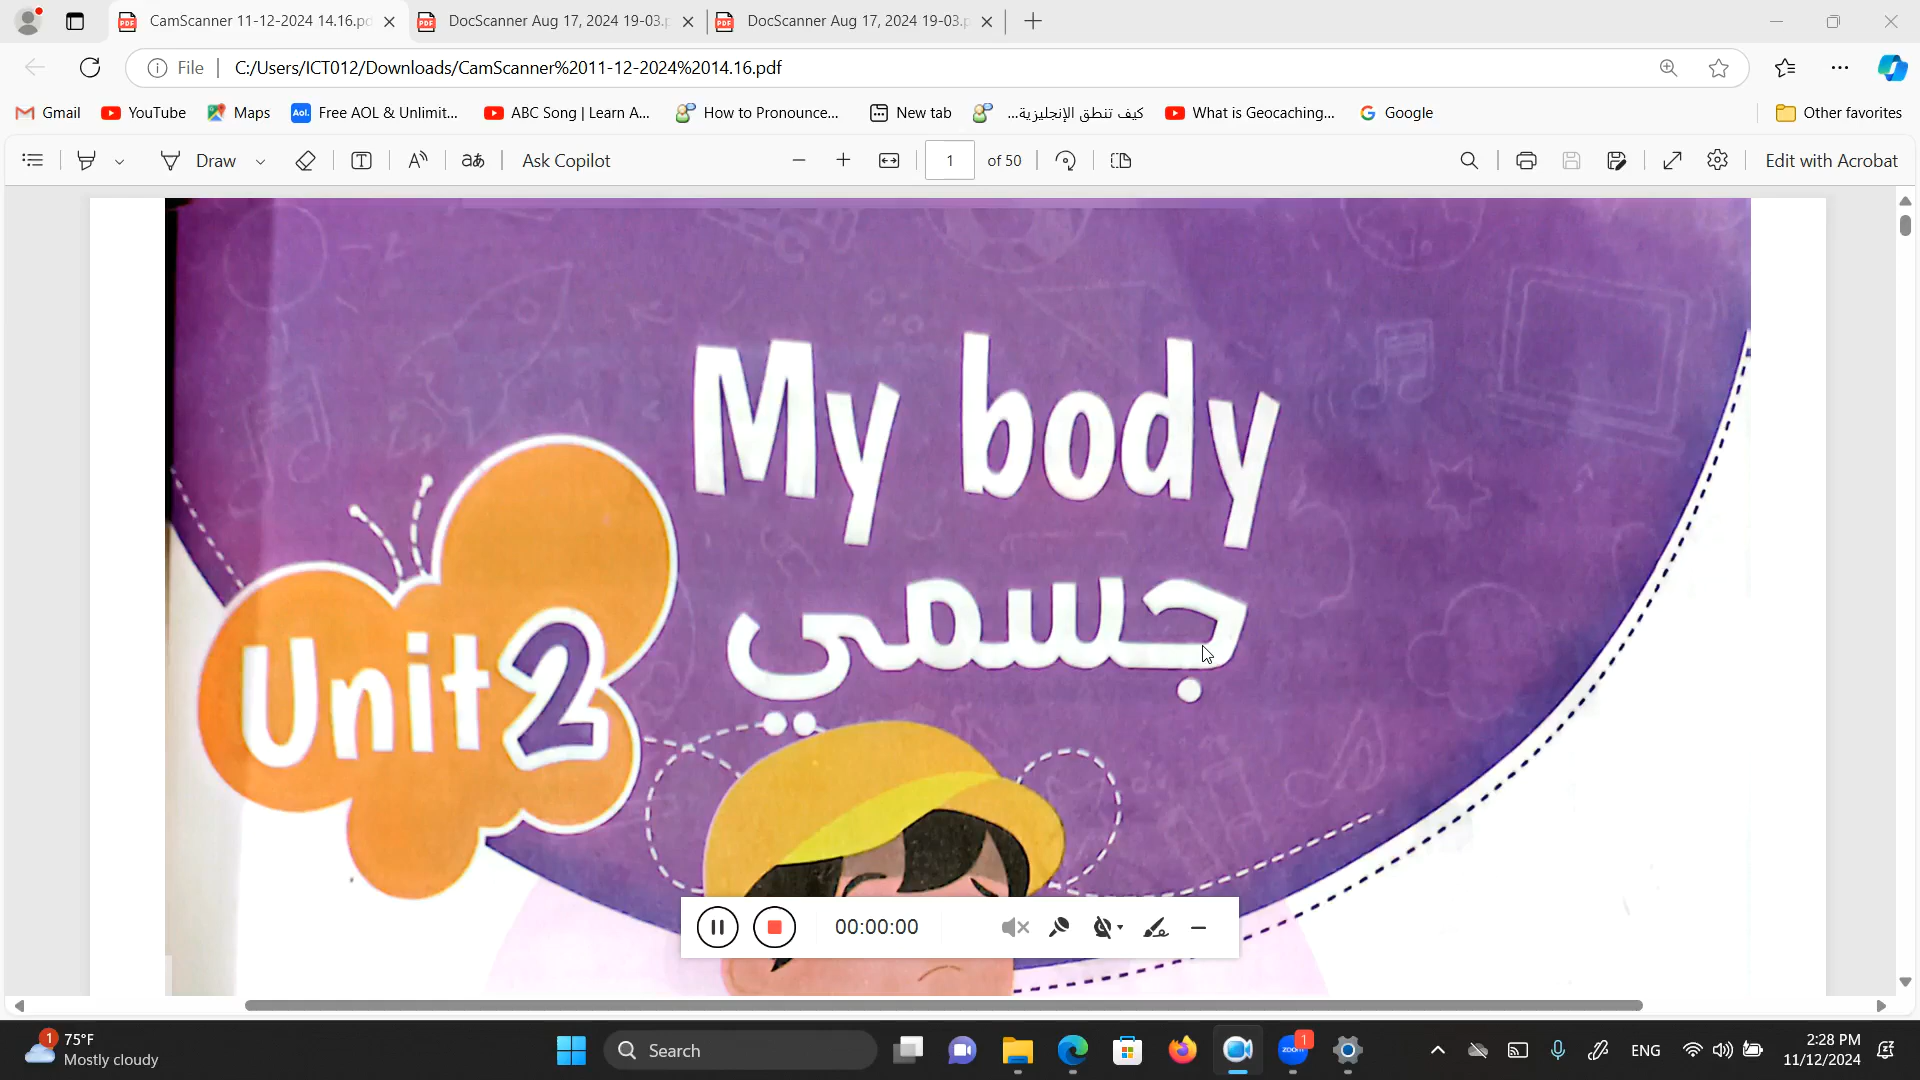 CamScanner 11-12-2024 14.16.pd
DocScanner Aug 17, 2024 19-03.p
DocScanner Aug 17, 2024 19-03.p
File
C:/Users/ICT012/Downloads/CamScanner%2011-12-2024%2014.16.pdf
Gmail
YouTube
Maps
Aol.
Free AOL & Unlimit...
ABC Song | Learn A...
How to Pronounce...
New tab
كيف تنطق الإنجليزية...
What is Geocaching...
Google
Other favorites
Draw
Ask Copilot
1 of 50
Edit with Acrobat
My body
جسمي
Unit 2
00:00:00
1
75°F
Mostly cloudy
Search
zoom
1
ENG
2:28 PM
11/12/2024